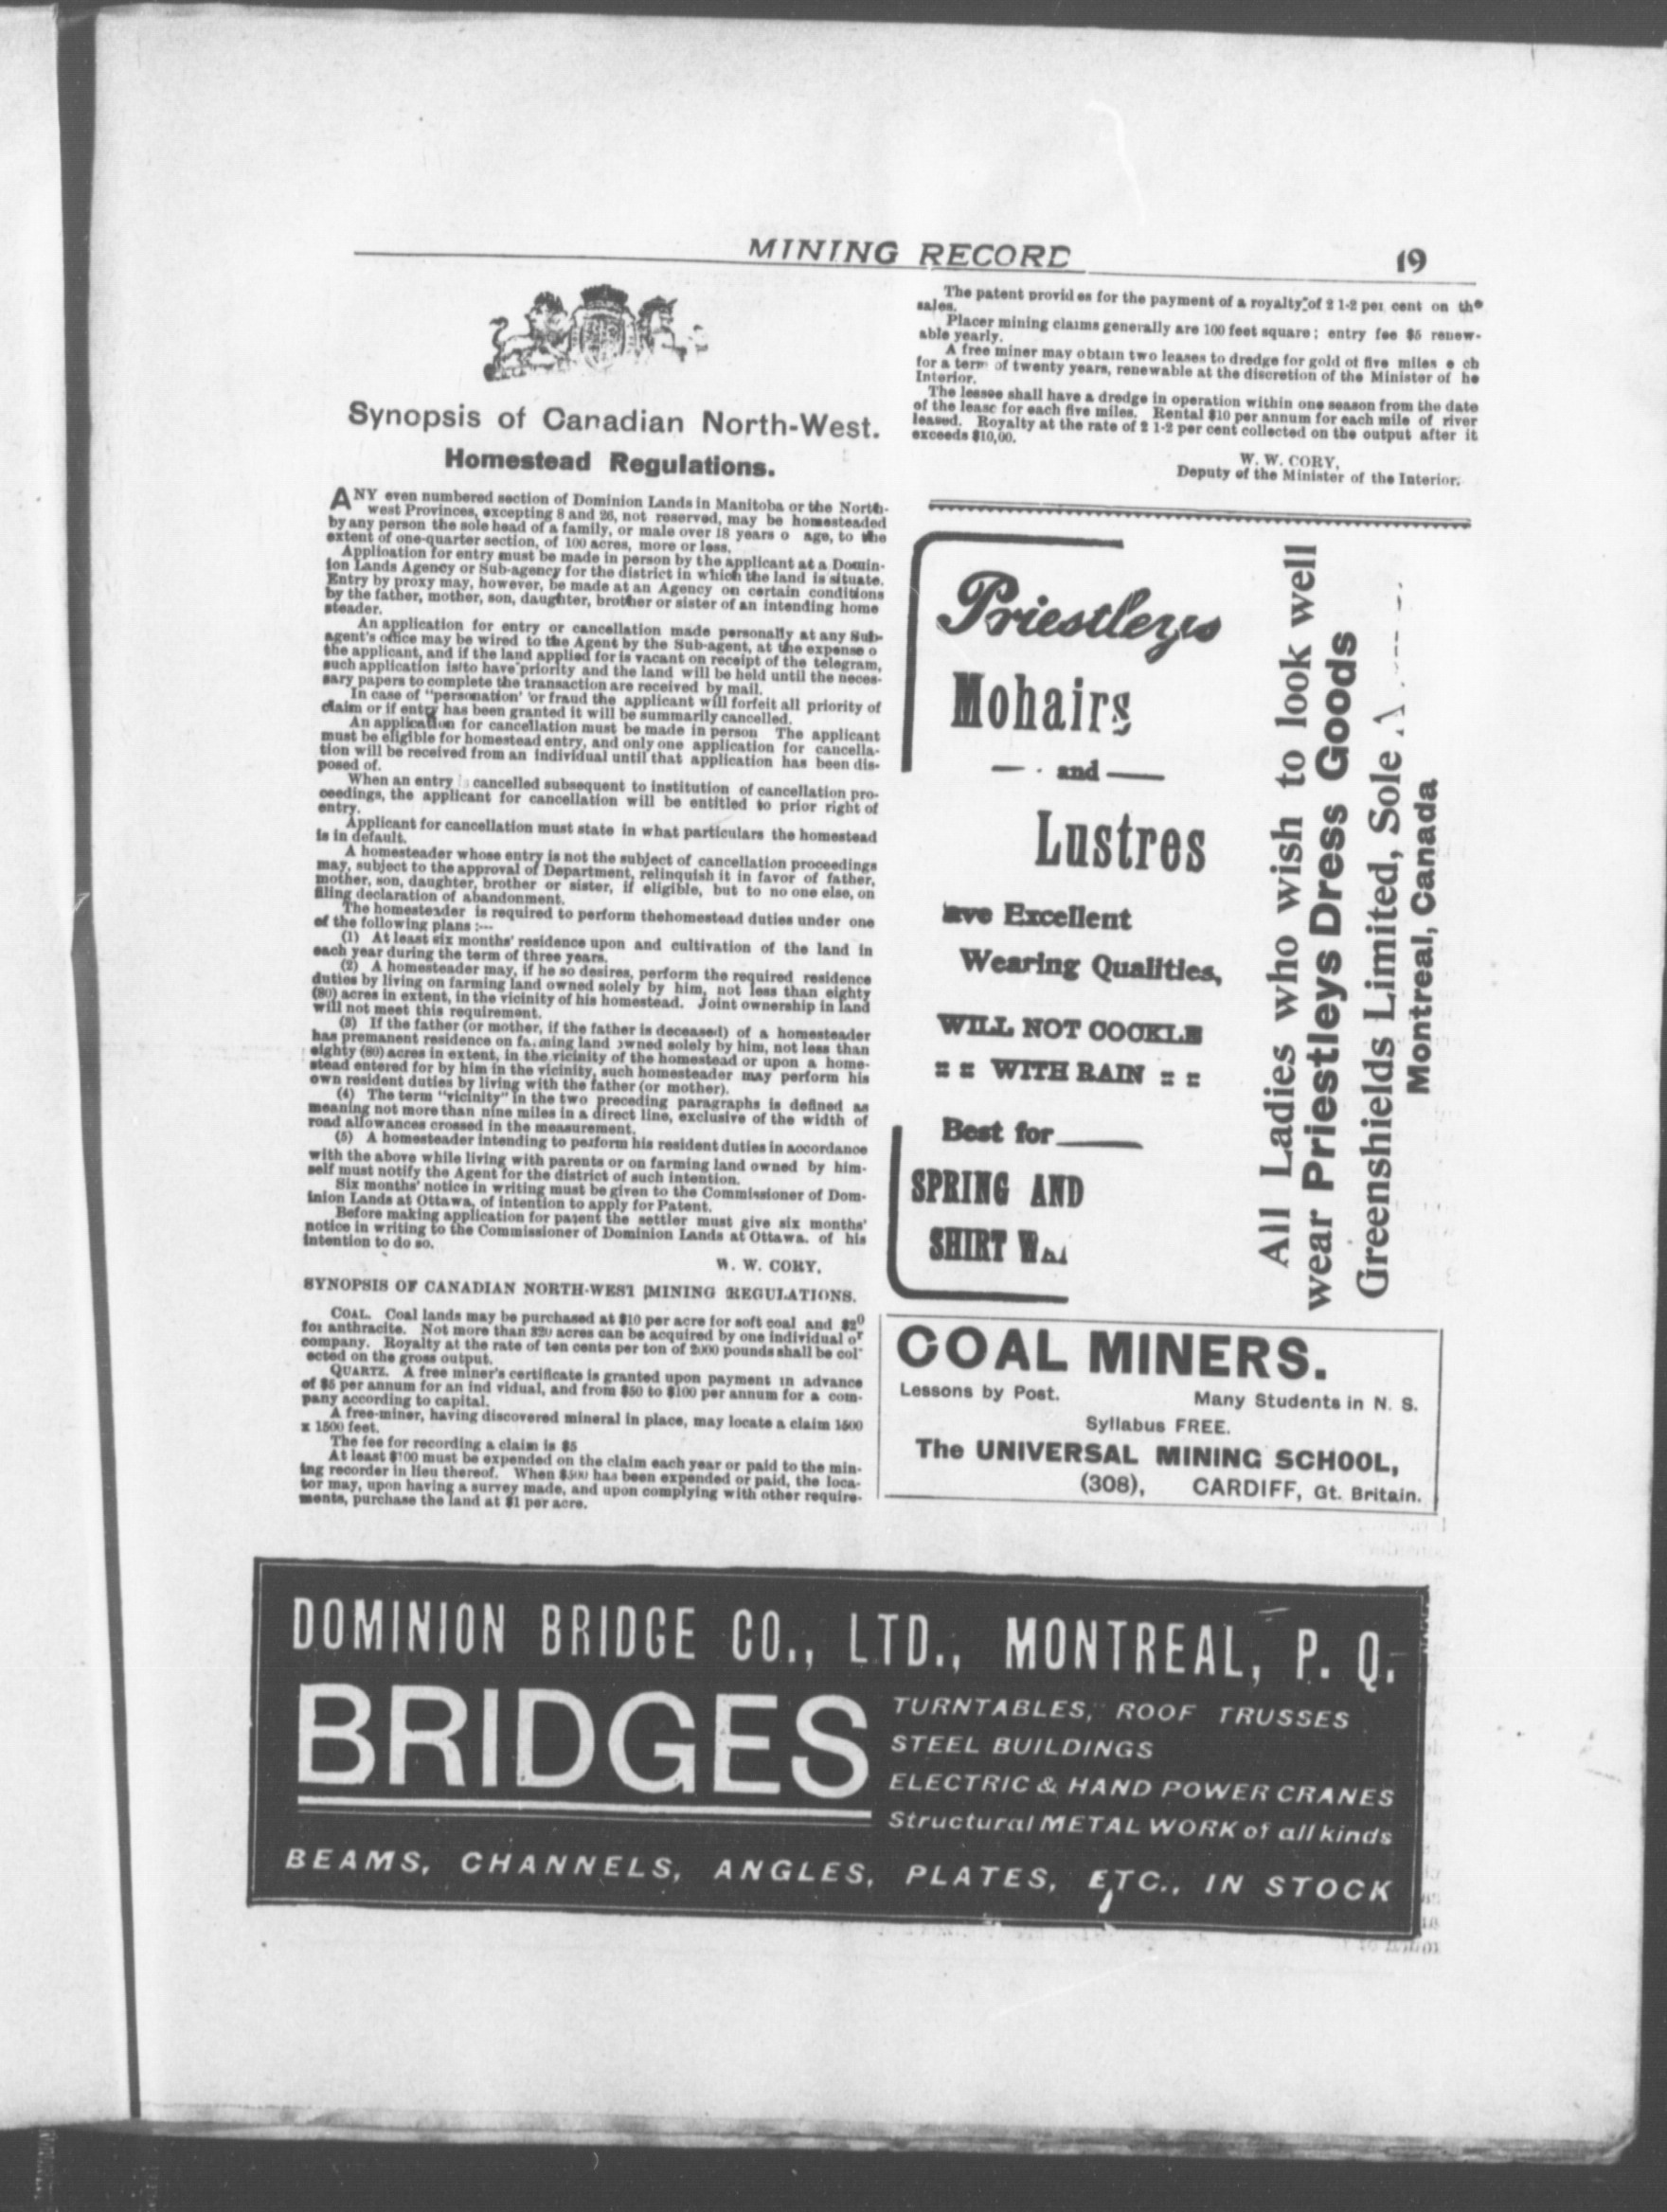 MINING RECORD
19
Synopsis of Canadian North-West.
Homestead Regulations.
ANY even numbered section of Dominion Lands in Manitoba or the North-
west Provinces, excepting 8 and 26, not reserved, may be homesteaded
by any person the sole head of a family, or male over 18 years o age, to the
extent of one-quarter section, of 100 acres, more or less.
Application for entry must be made in person by the applicant at a Domin-
ion Lands Agency or Sub-agency for the district in which the land is situate.
Entry by proxy may, however, be made at an Agency on certain conditions
by the father, mother, son, daughter, brother or sister of an intending home
steader.
An application for entry or cancellation made personally at any Sub-
agent's office may be wired to the Agent by the Sub-agent, at the expense o
the applicant, and if the land applied for is vacant on receipt of the telegram,
such application is to have priority and the land will be held until the neces-
sary papers to complete the transaction are received by mail.
In case of "personation' or fraud the applicant will forfeit all priority of
claim or if entry has been granted it will be summarily cancelled.
An application for cancellation must be made in person The applicant
must be eligible for homestead entry, and only one application for cancella-
tion will be received from an individual until that application has been dis-
posed of.
When an entry cancelled subsequent to institution of cancellation pro-
ceedings, the applicant for cancellation will be entitled to prior right of
entry.
Applicant for cancellation must state in what particulars the homestead
is in default.
A homesteader whose entry is not the subject of cancellation proceedings
may, subject to the approval of Department, relinquish it in favor of father,
mother, son, daughter, brother or sister, if eligible, but to no one else, on
filing declaration of abandonment.
The homesteader is required to perform thehomestead duties under one
of the following plans :---
(1) At least six months' residence upon and cultivation of the land in
each year during the term of three years.
(2) A homesteader may, if he so desires, perform the required residence
duties by living on farming land owned solely by him, not less than eighty
(80) acres in extent, in the vicinity of his homestead. Joint ownership in land
will not meet this requirement.
(3) If the father (or mother, if the father is deceased) of a homesteader
has premanent residence on fa.ming land owned solely by him, not less than
eighty (80) acres in extent, in the vicinity of the homestead or upon a home-
stead entered for by him in the vicinity, such homesteader may perform his
own resident duties by living with the father (or mother).
(4) The term "vicinity" in the two preceding paragraphs is defined as
meaning not more than nine miles in a direct line, exclusive of the width of
road allowances crossed in the measurement.
(5) A homesteader intending to perform his resident duties in accordance
with the above while living with parents or on farming land owned by him-
self must notify the Agent for the district of such intention.
Six months' notice in writing must be given to the Commissioner of Dom-
inion Lands at Ottawa, of intention to apply for Patent.
Before making application for patent the settler must give six months'
notice in writing to the Commissioner of Dominion Lands at Ottawa. of his
intention to do so.
W. W. CORY.
SYNOPSIS OF CANADIAN NORTH-WEST MINING REGULATIONS.
COAL. Coal lands may be purchased at $10 per acre for soft coal and $20
for anthracite. Not more than 320 acres can be acquired by one individual or
company. Royalty at the rate of ten cents per ton of 2000 pounds shall be col-
ected on the gross output.
QUARTZ. A free miner's certificate is granted upon payment in advance
of $5 per annum for an ind vidual, and from $50 to $100 per annum for a com-
pany according to capital.
A free-miner, having discovered mineral in place, may locate a claim 1500
x 1500 feet.
The fee for recording a claim is $5
At least $100 must be expended on the claim each year or paid to the min-
ing recorder in lieu thereof. When $500 has been expended or paid, the loca-
tor may, upon having a survey made, and upon complying with other require-
ments, purchase the land at $1 per acre.
The patent provid es for the payment of a royalty of 2 1-2 per cent on the
sales.
Placer mining claims generally are 100 feet square; entry fee $5 renew-
able yearly.
A free miner may obtain two leases to dredge for gold of five miles e ch
for a term of twenty years, renewable at the discretion of the Minister of he
Interior.
The lessee shall have a dredge in operation within one season from the date
of the lease for each five miles. Rental $10 per annum for each mile of river
leased. Royalty at the rate of 2 1-2 per cent collected on the output after it
exceeds $10,00.
W. W. CORY,
Deputy of the Minister of the Interior.
Priestleys
Mohairs
and
Lustres
ave Excellent
Wearing Qualities,
WILL NOT COCKLE
:: :: WITH RAIN :: ::
Best for
SPRING AND
SHIRT
All Ladies who wish to look well
wear Priestleys Dress Goods
Greenshields Limited, Sole
Montreal, Canada
COAL MINERS.
Lessons by Post. Many Students in N. S.
Syllabus FREE.
The UNIVERSAL MINING SCHOOL,
(308), CARDIFF, Gt. Britain.
DOMINION BRIDGE CO., LTD., MONTREAL, P. Q.
BRIDGES
TURNTABLES, ROOF TRUSSES
STEEL BUILDINGS
ELECTRIC & HAND POWER CRANES
Structural METAL WORK of all kinds
BEAMS, CHANNELS, ANGLES, PLATES, ETC., IN STOCK